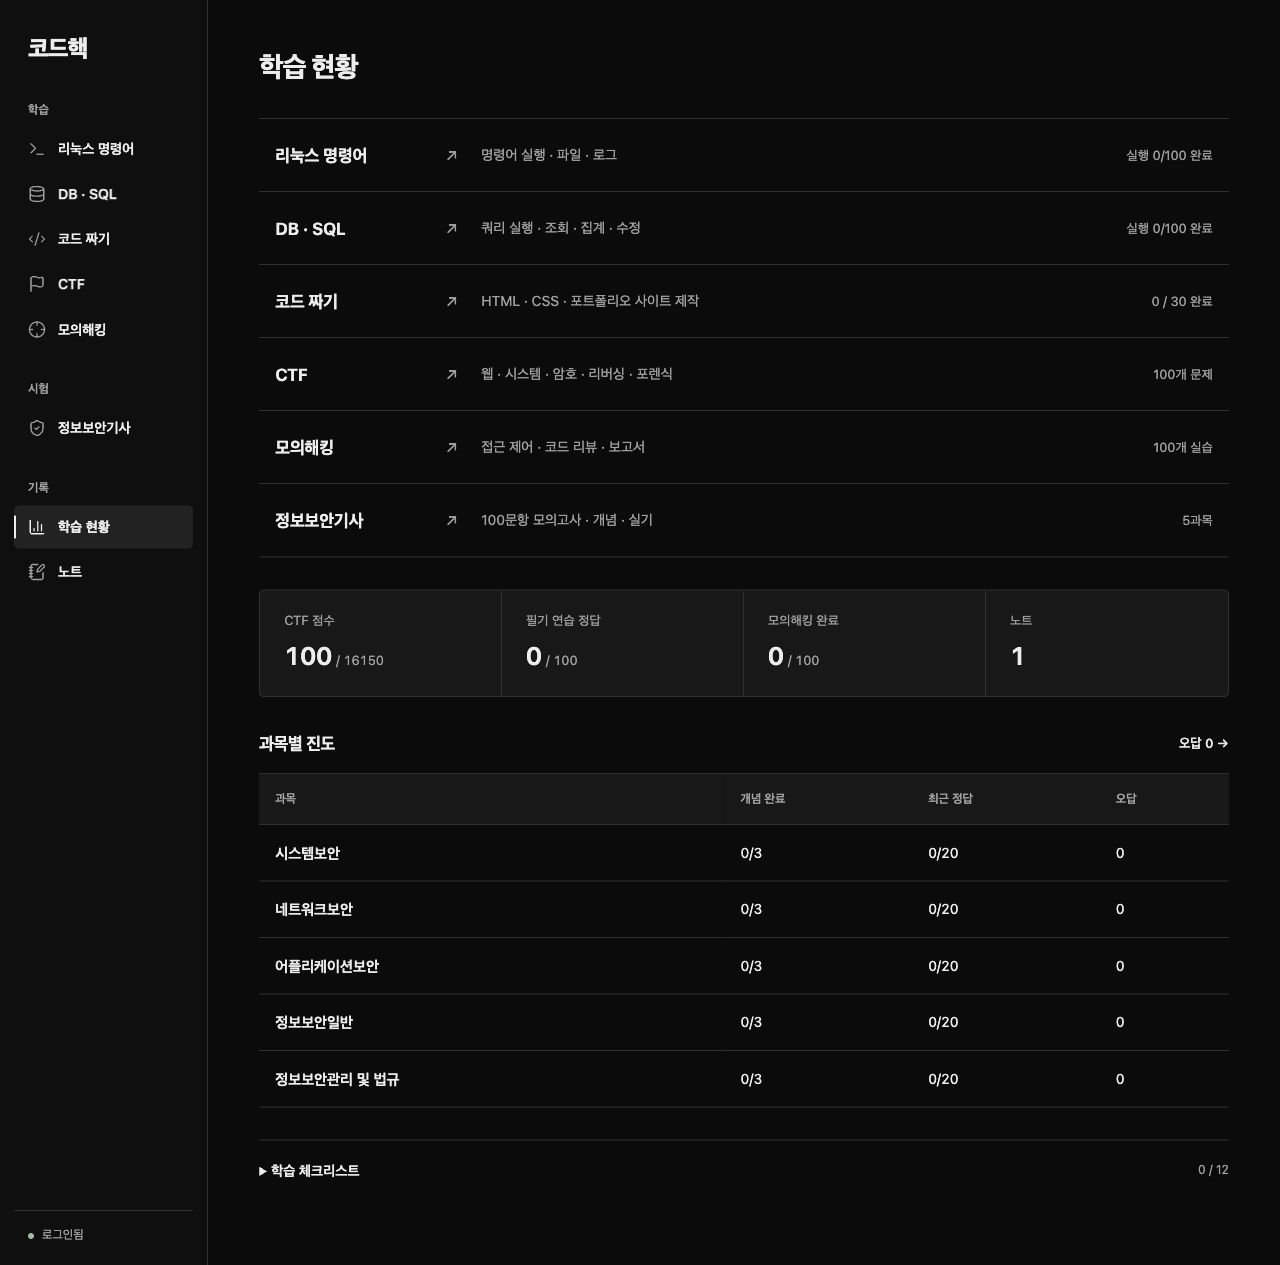 코드핵
학습
리눅스 명령어
DB · SQL
코드 짜기
CTF
모의해킹
시험
정보보안기사
기록
학습 현황
노트
로그인됨
학습 현황
리눅스 명령어 ↗ 명령어 실행 · 파일 · 로그 실행 0/100 완료
DB · SQL ↗ 쿼리 실행 · 조회 · 집계 · 수정 실행 0/100 완료
코드 짜기 ↗ HTML · CSS · 포트폴리오 사이트 제작 0 / 30 완료
CTF ↗ 웹 · 시스템 · 암호 · 리버싱 · 포렌식 100개 문제
모의해킹 ↗ 접근 제어 · 코드 리뷰 · 보고서 100개 실습
정보보안기사 ↗ 100문항 모의고사 · 개념 · 실기 5과목
CTF 점수 필기 연습 정답 모의해킹 완료 노트
100 / 16150 0 / 100 0 / 100 1
과목별 진도 오답 0 →
과목 개념 완료 최근 정답 오답
시스템보안 0/3 0/20 0
네트워크보안 0/3 0/20 0
어플리케이션보안 0/3 0/20 0
정보보안일반 0/3 0/20 0
정보보안관리 및 법규 0/3 0/20 0
▶ 학습 체크리스트 0 / 12